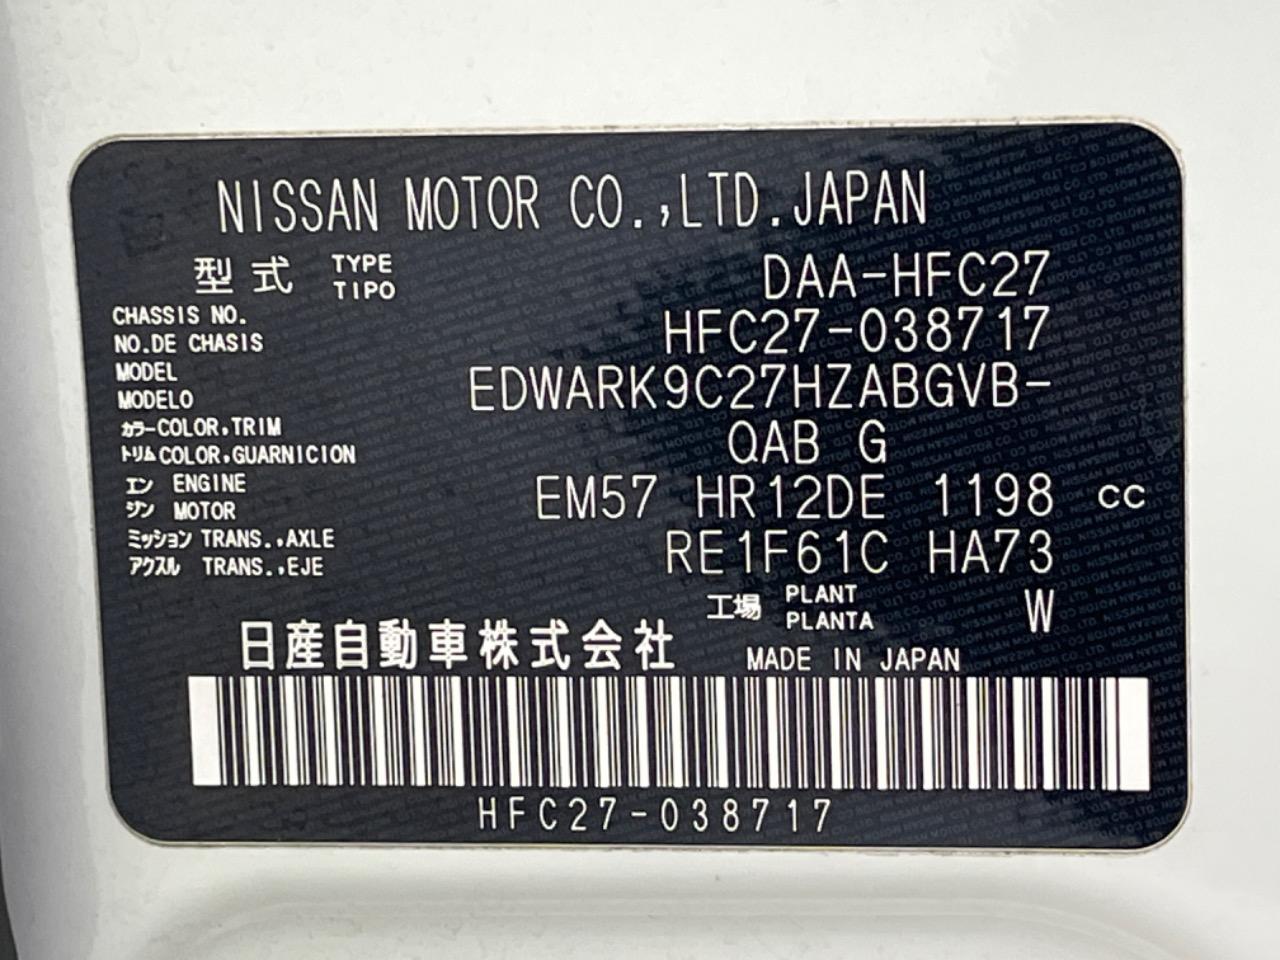 NISSAN MOTOR CO.,LTD.JAPAN
型式 TYPE TIPO DAA-HFC27
CHASSIS NO.
NO.DE CHASIS HFC27-038717
MODEL
MODELO EDWARK9C27HZABGVB-
カラー COLOR,TRIM
トリム COLOR,GUARNICION QAB G
エン ENGINE
ジン MOTOR EM57 HR12DE 1198 cc
ミッション TRANS.,AXLE
アクスル TRANS.,EJE RE1F61C HA73
工場 PLANT PLANTA W
日産自動車株式会社 MADE IN JAPAN
HFC27-038717